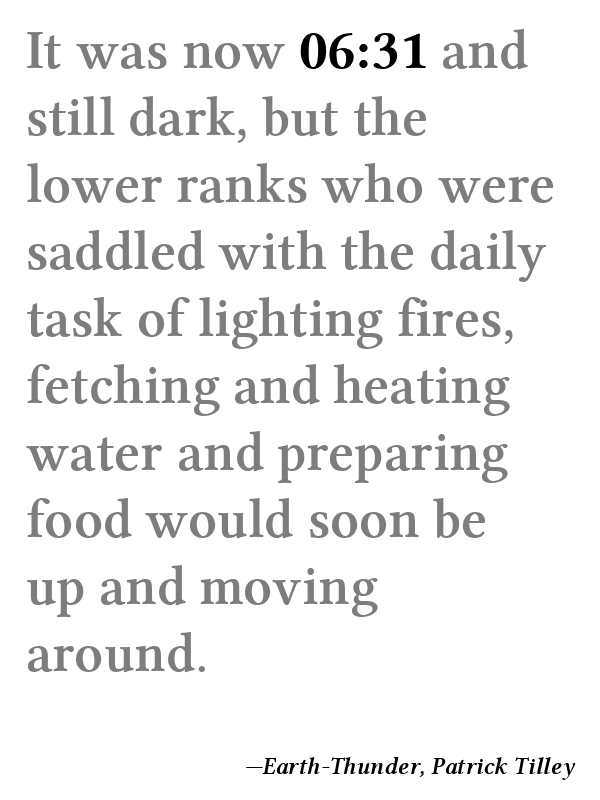 It was now 06:31 and
still dark, but the
lower ranks who were
saddled with the daily
task of lighting fires,
fetching and heating
water and preparing
food would soon be
up and moving
around.
—Earth-Thunder, Patrick Tilley